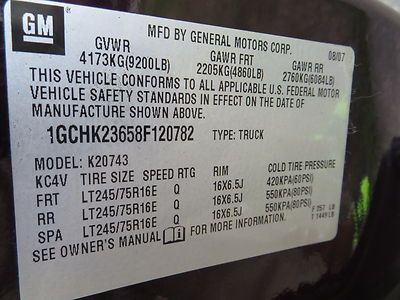 GM
MFD BY GENERAL MOTORS CORP. 08/07
GVWR GAWR FRT GAWR RR
4173KG(9200LB) 2205KG(4860LB) 2760KG(6084LB)
THIS VEHICLE CONFORMS TO ALL APPLICABLE U.S. FEDERAL MOTOR
VEHICLE SAFETY STANDARDS IN EFFECT ON THE DATE OF
MANUFACTURE SHOWN ABOVE.
1GCHK23658F120782 TYPE: TRUCK
MODEL: K20743
KC4V TIRE SIZE SPEED RTG RIM COLD TIRE PRESSURE
FRT LT245/75R16E Q 16X6.5J 420KPA(60PSI)
RR LT245/75R16E Q 16X6.5J 550KPA(80PSI)
SPA LT245/75R16E Q 16X6.5J 550KPA(80PSI)
SEE OWNER'S MANUAL FOR MORE INFORMATION.
T 1449LB